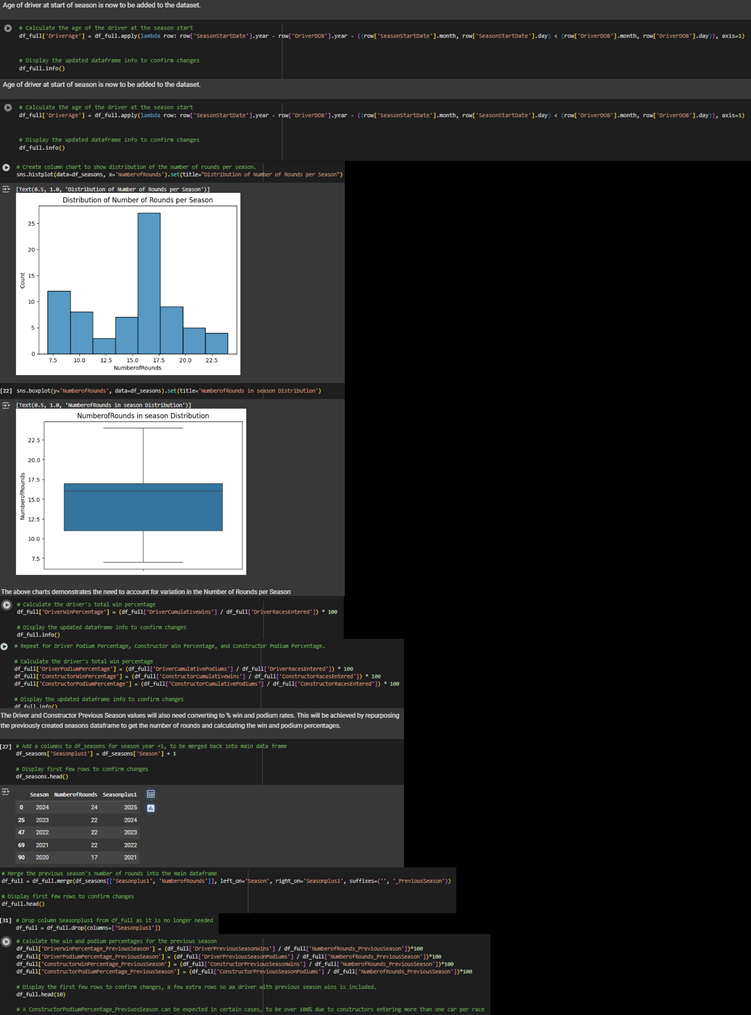 Age of driver at start of season is now to be added to the dataset.
# Calculate the age of the driver at the season start
df_full['DriverAge'] = df_full.apply(lambda row: row['SeasonStartDate'].year - row['DriverDOB'].year - ((row['SeasonStartDate'].month, row['SeasonStartDate'].day) < (row['DriverDOB'].month, row['DriverDOB'].day)), axis=1)
# Display the updated dataframe info to confirm changes
df_full.info()
Age of driver at start of season is now to be added to the dataset.
# Calculate the age of the driver at the season start
df_full['DriverAge'] = df_full.apply(lambda row: row['SeasonStartDate'].year - row['DriverDOB'].year - ((row['SeasonStartDate'].month, row['SeasonStartDate'].day) < (row['DriverDOB'].month, row['DriverDOB'].day)), axis=1)
# Display the updated dataframe info to confirm changes
df_full.info()
# Create column chart to show distribution of the number of rounds per season.
sns.histplot(data=df_seasons, x='NumberofRounds').set(title="Distribution of Number of Rounds per Season")
[Text(0.5, 1.0, 'Distribution of Number of Rounds per Season')]
Distribution of Number of Rounds per Season
25
20
15
10
5
0
Count
7.5 10.0 12.5 15.0 17.5 20.0 22.5
NumberofRounds
[22] sns.boxplot(y='NumberofRounds', data=df_seasons).set(title='NumberofRounds in season Distribution')
[Text(0.5, 1.0, 'NumberofRounds in season Distribution')]
NumberofRounds in season Distribution
22.5
20.0
17.5
15.0
12.5
10.0
7.5
NumberofRounds
The above charts demonstrates the need to account for variation in the Number of Rounds per Season
# Calculate the driver's total win percentage
df_full['DriverWinPercentage'] = (df_full['DriverCumulativeWins'] / df_full['DriverRacesEntered']) * 100
# Display the updated dataframe info to confirm changes
df_full.info()
# Repeat for Driver Podium Percentage, Constructor Win Percentage, and Constructor Podium Percentage.
# Calculate the driver's total win percentage
df_full['DriverPodiumPercentage'] = (df_full['DriverCumulativePodiums'] / df_full['DriverRacesEntered']) * 100
df_full['ConstructorWinPercentage'] = (df_full['ConstructorCumulativeWins'] / df_full['ConstructorRacesEntered']) * 100
df_full['ConstructorPodiumPercentage'] = (df_full['ConstructorCumulativePodiums'] / df_full['ConstructorRacesEntered']) * 100
# Display the updated dataframe info to confirm changes
df_full.info()
The Driver and Constructor Previous Season values will also need converting to % win and podium rates. This will be achieved by repurposing
the previously created seasons dataframe to get the number of rounds and calculating the win and podium percentages.
[27] # Add a columns to df_seasons for season year +1, to be merged back into main data frame
df_seasons['Seasonplus1'] = df_seasons['Season'] + 1
# Display first few rows to confirm changes
df_seasons.head()
Season NumberofRounds Seasonplus1
0 2024 24 2025
25 2023 22 2024
47 2022 22 2023
69 2021 22 2022
90 2020 17 2021
# Merge the previous season's number of rounds into the main dataframe
df_full = df_full.merge(df_seasons[['Seasonplus1', 'NumberofRounds']], left_on='Season', right_on='Seasonplus1', suffixes=('', '_PreviousSeason'))
# Display first few rows to confirm changes
df_full.head()
[31] # Drop column Seasonplus1 from df_full as it is no longer needed
df_full = df_full.drop(columns=['Seasonplus1'])
# Calulate the win and podium percentages for the previous season
df_full['DriverWinPercentage_PreviousSeason'] = (df_full['DriverPreviousSeasonWins'] / df_full['NumberofRounds_PreviousSeason'])*100
df_full['DriverPodiumPercentage_PreviousSeason'] = (df_full['DriverPreviousSeasonPodiums'] / df_full['NumberofRounds_PreviousSeason'])*100
df_full['ConstructorWinPercentage_PreviousSeason'] = (df_full['ConstructorPreviousSeasonWins'] / df_full['NumberofRounds_PreviousSeason'])*100
df_full['ConstructorPodiumPercentage_PreviousSeason'] = (df_full['ConstructorPreviousSeasonPodiums'] / df_full['NumberofRounds_PreviousSeason'])*100
# Display the first few rows to confirm changes, a few extra rows so aa driver with previous season wins is included.
df_full.head(10)
# A ConstructorPodiumPercentage_PreviuosSeason can be expected in certain cases, to be over 100% due to constructors entering more than one car per race